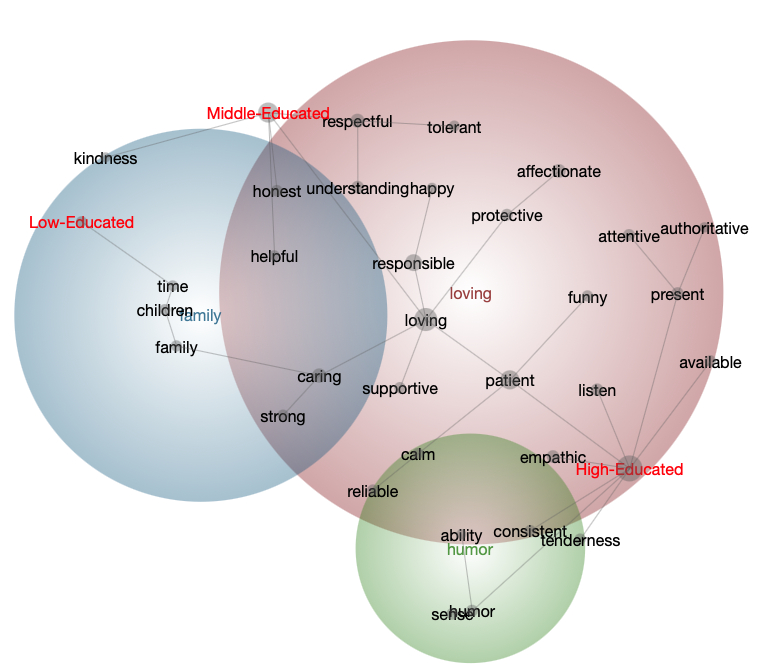 Middle-Educated
respectful
tolerant
kindness
affectionate
honest
understanding
happy
protective
Low-Educated
attentive
authoritative
helpful
responsible
time
loving
funny
present
children
family
loving
family
available
caring
supportive
patient
listen
strong
calm
empathic
High-Educated
reliable
ability
consistent
tenderness
humor
sense
humor